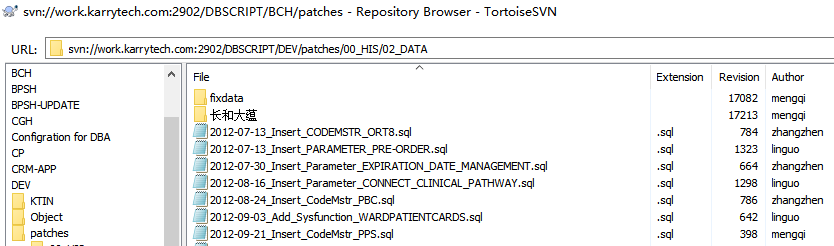 svn://work.karrytech.com:2902/DBSCRIPT/BCH/patches - Repository Browser - TortoiseSVN
URL: svn://work.karrytech.com:2902/DBSCRIPT/DEV/patches/00_HIS/02_DATA
BCH
BPSH
BPSH-UPDATE
CGH
Configration for DBA
CP
CRM-APP
DEV
KTIN
Object
patches
File Extension Revision Author
fixdata 17082 mengqi
长和大蕴 17213 mengqi
2012-07-13_Insert_CODEMSTR_ORT8.sql .sql 784 zhangzhen
2012-07-13_Insert_PARAMETER_PRE-ORDER.sql .sql 1323 linguo
2012-07-30_Insert_Parameter_EXPIRATION_DATE_MANAGEMENT.sql .sql 664 zhangzhen
2012-08-16_Insert_Parameter_CONNECT_CLINICAL_PATHWAY.sql .sql 1298 linguo
2012-08-24_Insert_CodeMstr_PBC.sql .sql 786 zhangzhen
2012-09-03_Add_Sysfunction_WARDPATIENTCARDS.sql .sql 642 linguo
2012-09-21_Insert_CodeMstr_PPS.sql .sql 398 mengqi